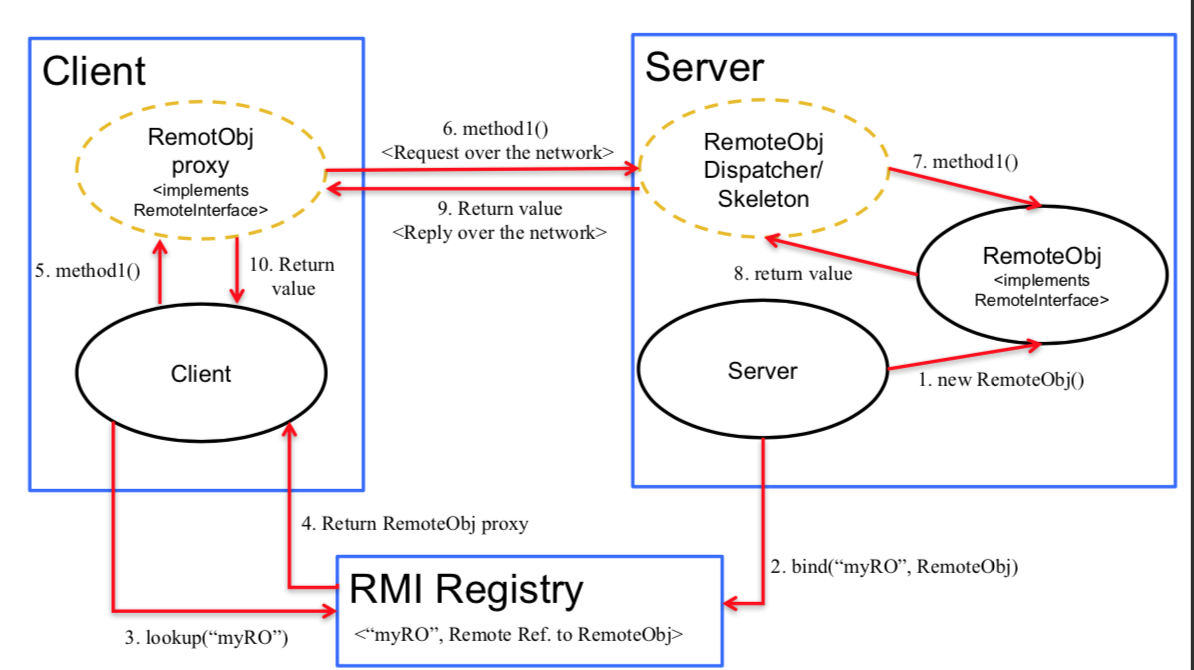 Client
RemotObj
proxy
<implements
RemoteInterface>
5. method1()
10. Return
value
Client
6. method1()
<Request over the network>
9. Return value
<Reply over the network>
Server
RemoteObj
Dispatcher/
Skeleton
7. method1()
RemoteObj
<implements
RemoteInterface>
8. return value
Server
1. new RemoteObj()
4. Return RemoteObj proxy
2. bind(“myRO”, RemoteObj)
RMI Registry
<“myRO”, Remote Ref. to RemoteObj>
3. lookup(“myRO”)